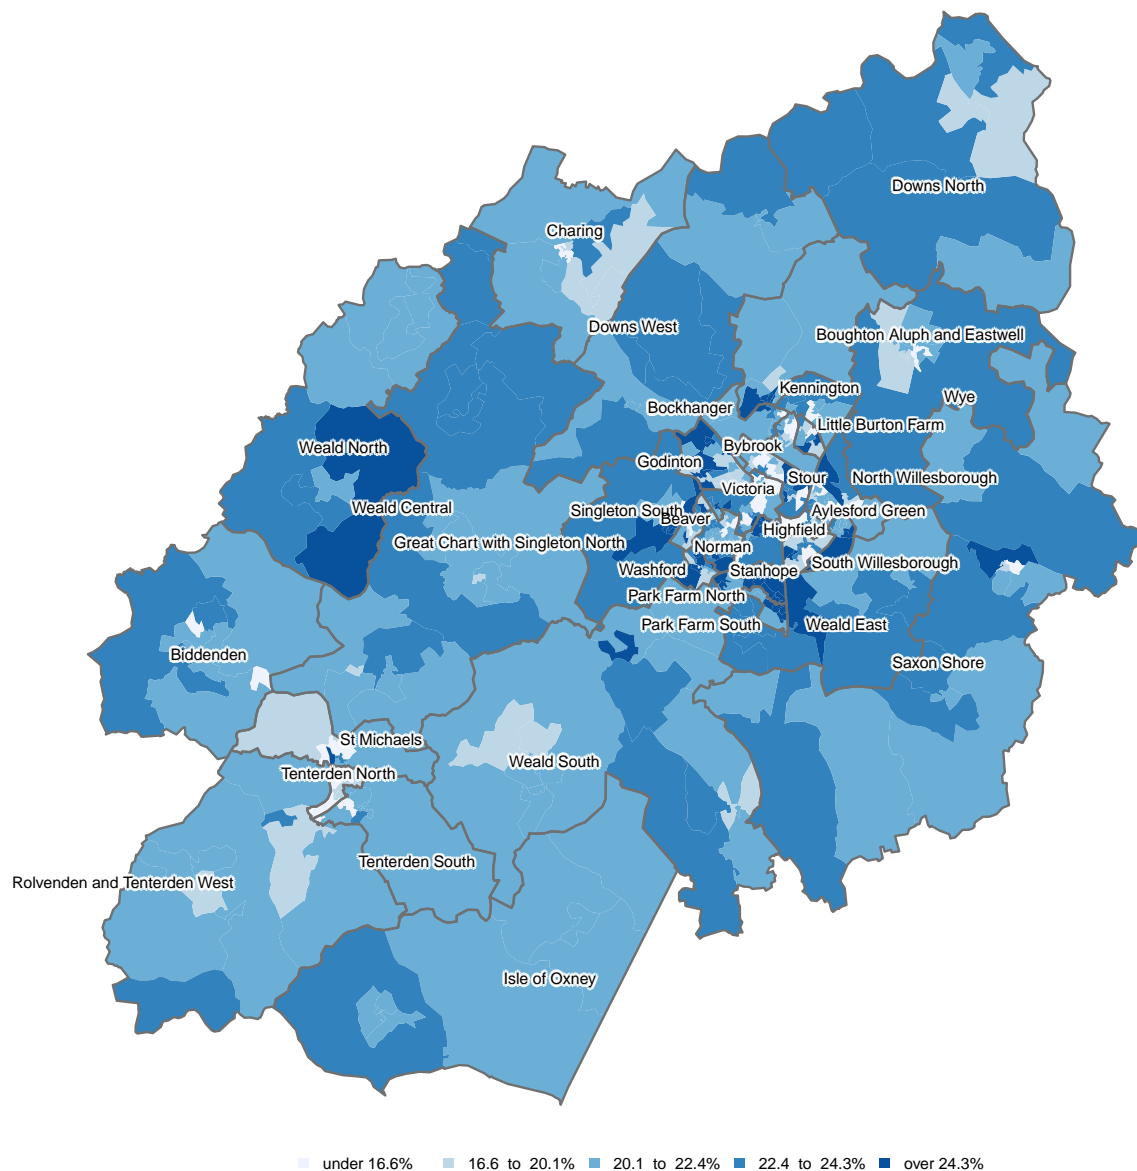 Downs North
Charing
Downs West
Boughton Aluph and Eastwell
Kennington
Wye
Bockhanger
Little Burton Farm
Bybrook
Weald North
Godinton
Stour
North Willesborough
Victoria
Weald Central
Singleton South
Aylesford Green
Beaver
Highfield
Great Chart with Singleton North
Norman
South Willesborough
Washford
Stanhope
Park Farm North
Park Farm South
Weald East
Biddenden
Saxon Shore
St Michaels
Weald South
Tenterden North
Tenterden South
Rolvenden and Tenterden West
Isle of Oxney
under 16.6% 16.6 to 20.1% 20.1 to 22.4% 22.4 to 24.3% over 24.3%